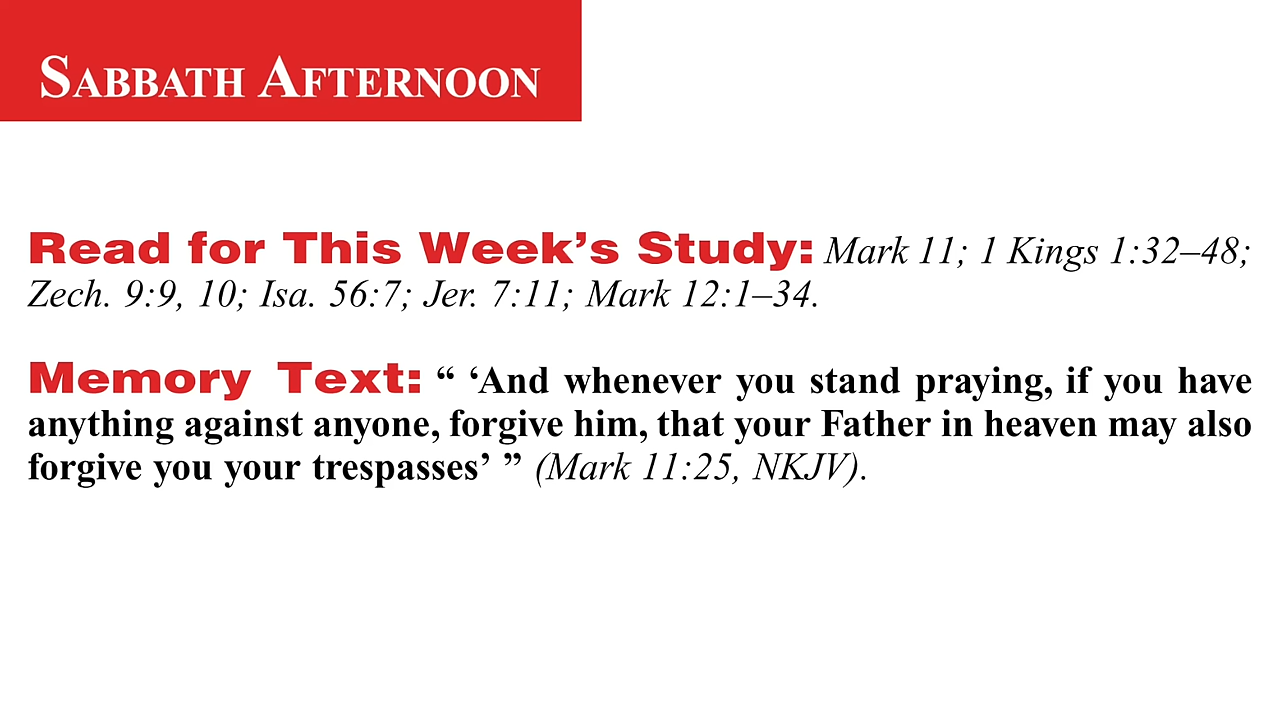 SABBATH AFTERNOON
Read for This Week’s Study: Mark 11; 1 Kings 1:32–48;
Zech. 9:9, 10; Isa. 56:7; Jer. 7:11; Mark 12:1–34.
Memory Text: “ ‘And whenever you stand praying, if you have
anything against anyone, forgive him, that your Father in heaven may also
forgive you your trespasses’ ” (Mark 11:25, NKJV).